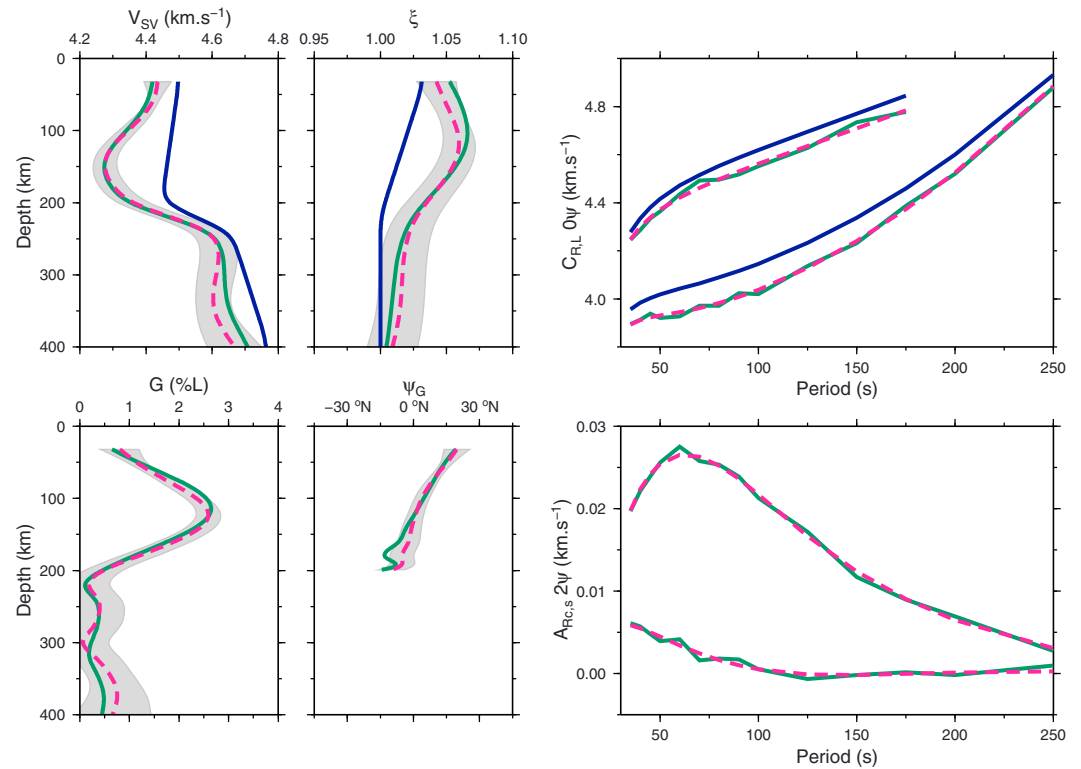 V_SV (km.s⁻¹)
4.2 4.4 4.6 4.8
ξ
0.95 1.00 1.05 1.10
0
100
200
300
400
Depth (km)
C_R,L 0ψ (km.s⁻¹)
4.8
4.4
4.0
50 100 150 200 250
Period (s)
G (%L)
0 1 2 3 4
ψ_G
−30 °N 0 °N 30 °N
0
100
200
300
400
Depth (km)
A_Rc,s 2ψ (km.s⁻¹)
0.03
0.02
0.01
0.00
50 100 150 200 250
Period (s)